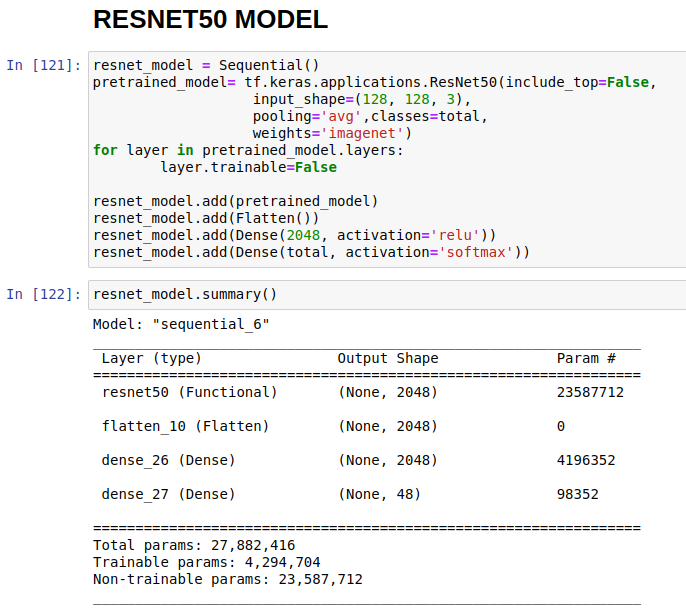 RESNET50 MODEL
In [121]: resnet_model = Sequential()
pretrained_model= tf.keras.applications.ResNet50(include_top=False,
                   input_shape=(128, 128, 3),
                   pooling='avg',classes=total,
                   weights='imagenet')
for layer in pretrained_model.layers:
        layer.trainable=False
resnet_model.add(pretrained_model)
resnet_model.add(Flatten())
resnet_model.add(Dense(2048, activation='relu'))
resnet_model.add(Dense(total, activation='softmax'))
In [122]: resnet_model.summary()
Model: "sequential_6"
_________________________________________________________________
Layer (type)                Output Shape              Param #
=================================================================
resnet50 (Functional)       (None, 2048)              23587712
flatten_10 (Flatten)        (None, 2048)              0
dense_26 (Dense)            (None, 2048)              4196352
dense_27 (Dense)            (None, 48)                98352
=================================================================
Total params: 27,882,416
Trainable params: 4,294,704
Non-trainable params: 23,587,712
_________________________________________________________________